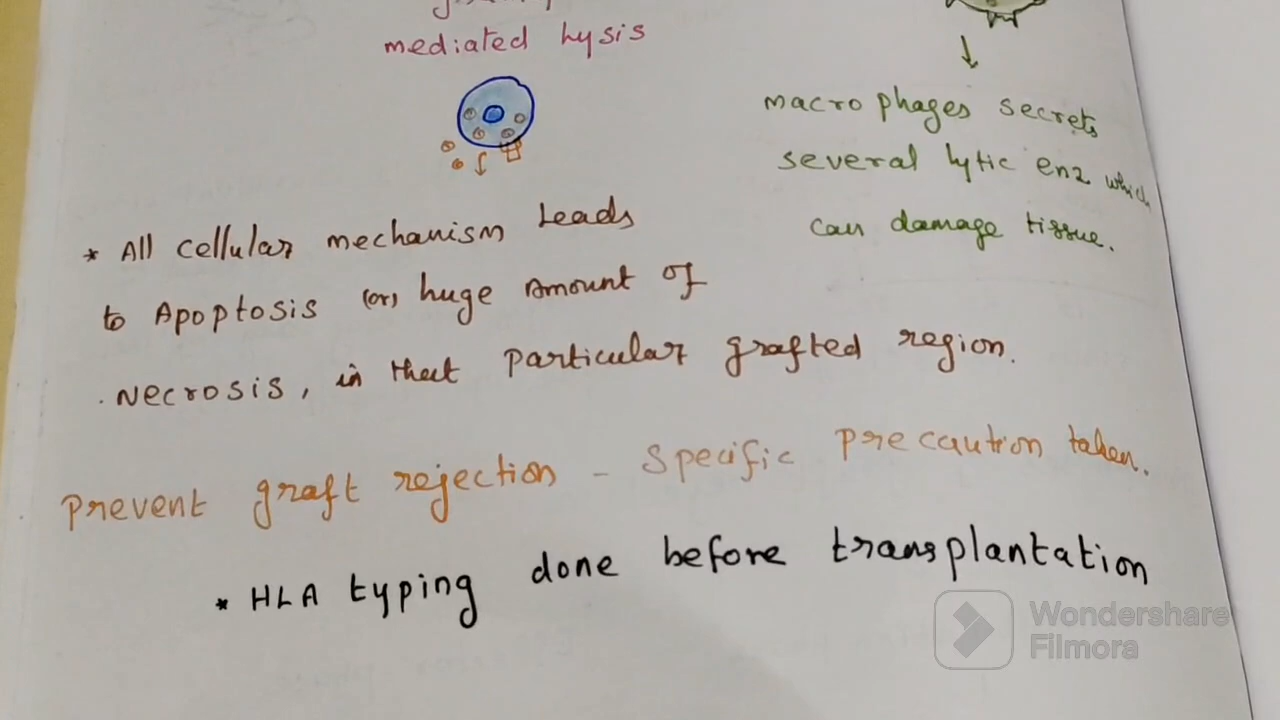 mediated lysis
macrophages secrets
several lytic enz which
can damage tissue.
* All cellular mechanism leads
to Apoptosis (or) huge amount of
Necrosis, in that particular grafted region.
Prevent graft rejection - specific precaution taken.
* HLA typing done before transplantation
Wondershare
Filmora